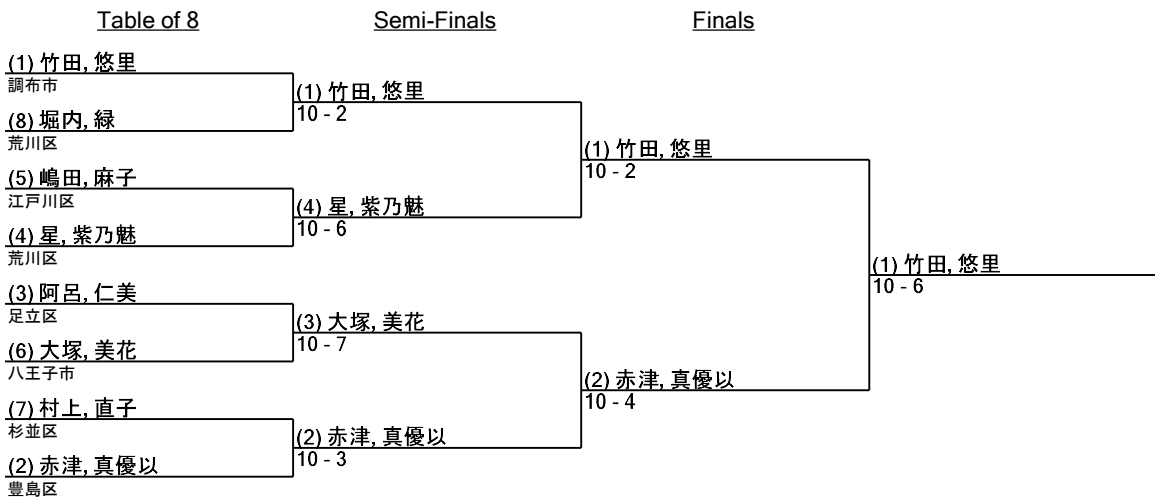 Table of 8
Semi-Finals
Finals
(1) 竹田, 悠里
調布市
(8) 堀内, 緑
荒川区
(5) 嶋田, 麻子
江戸川区
(4) 星, 紫乃魅
荒川区
(3) 阿呂, 仁美
足立区
(6) 大塚, 美花
八王子市
(7) 村上, 直子
杉並区
(2) 赤津, 真優以
豊島区
(1) 竹田, 悠里
10 - 2
(4) 星, 紫乃魅
10 - 6
(3) 大塚, 美花
10 - 7
(2) 赤津, 真優以
10 - 3
(1) 竹田, 悠里
10 - 2
(2) 赤津, 真優以
10 - 4
(1) 竹田, 悠里
10 - 6